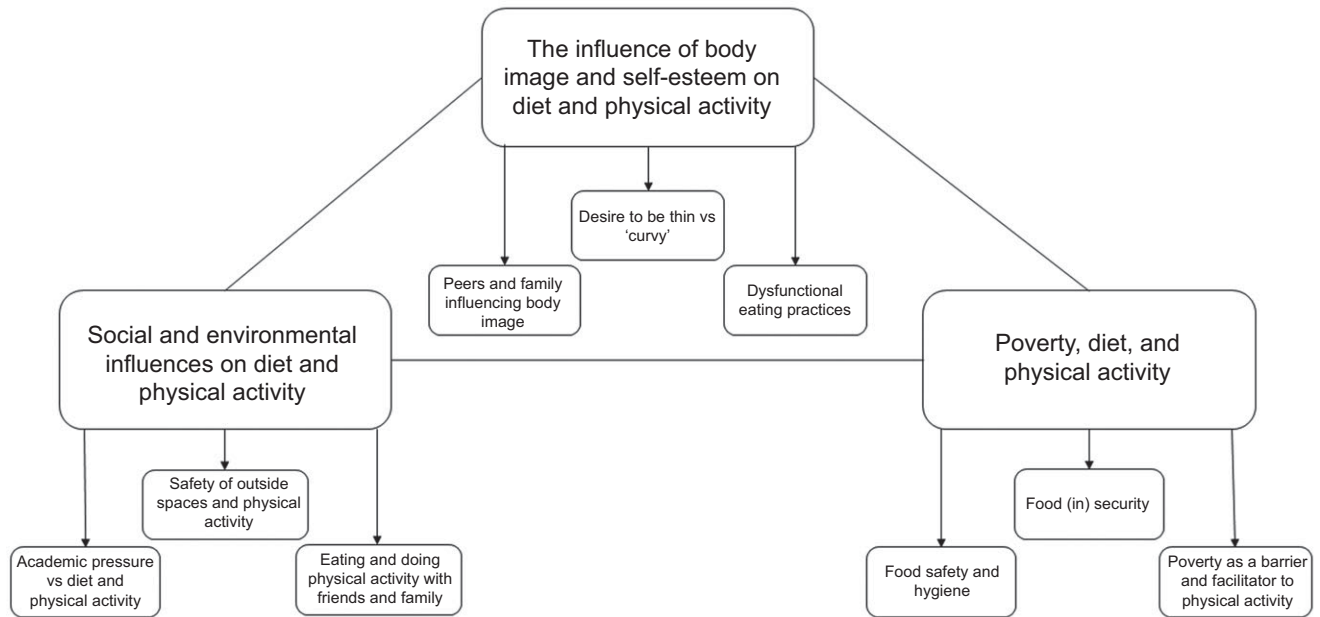 The influence of body
image and self-esteem on
diet and physical activity
Desire to be thin vs
‘curvy’
Peers and family
influencing body
image
Dysfunctional
eating practices
Social and environmental
influences on diet and
physical activity
Poverty, diet, and
physical activity
Safety of outside
spaces and physical
activity
Academic pressure
vs diet and
physical activity
Eating and doing
physical activity with
friends and family
Food (in) security
Food safety and
hygiene
Poverty as a barrier
and facilitator to
physical activity